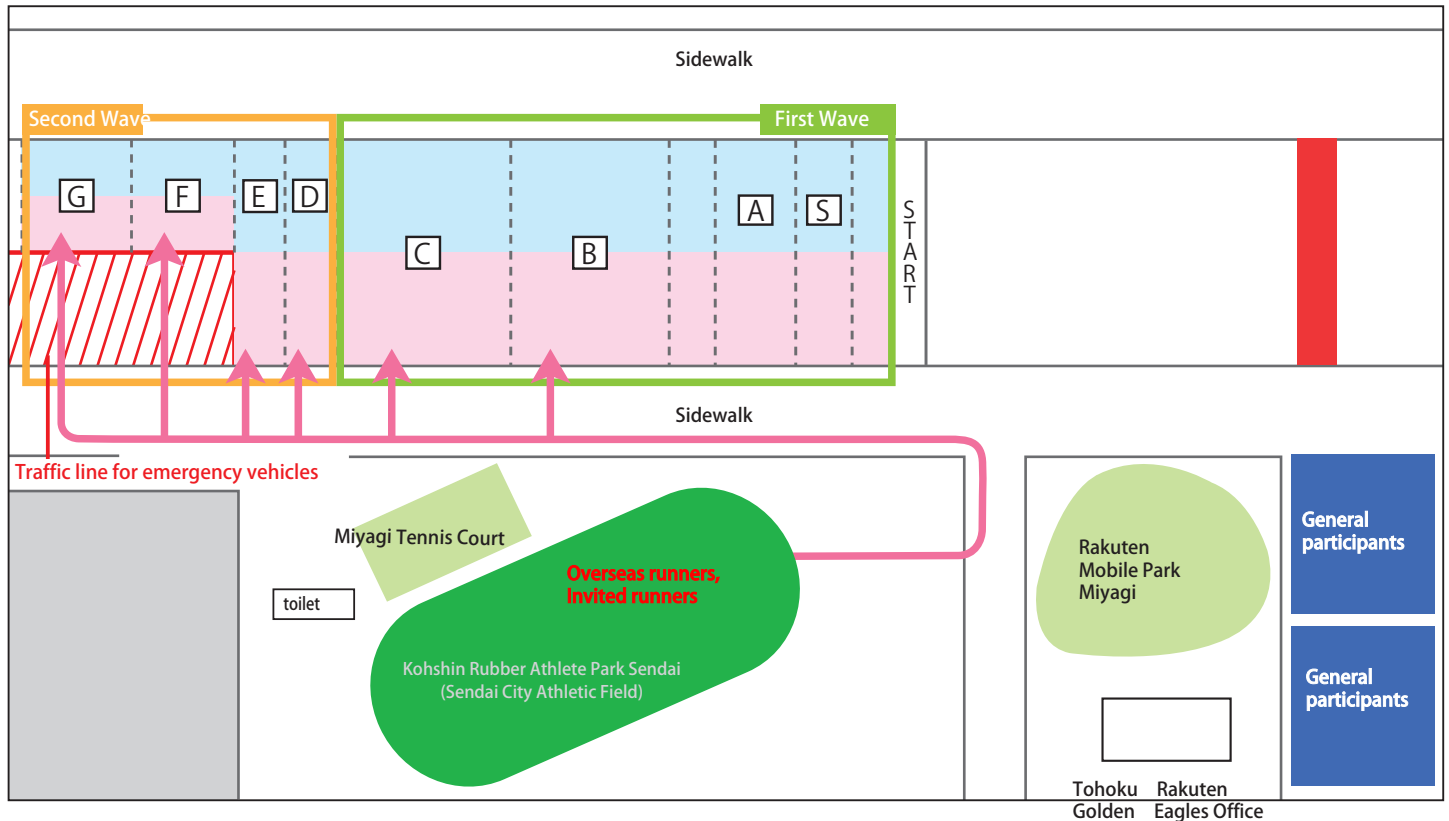 Sidewalk
Second Wave
First Wave
G
F
E
D
C
B
A
S
START
Sidewalk
Traffic line for emergency vehicles
Miyagi Tennis Court
toilet
Overseas runners,
Invited runners
Kohshin Rubber Athlete Park Sendai
(Sendai City Athletic Field)
Rakuten
Mobile Park
Miyagi
General
participants
General
participants
Tohoku Rakuten
Golden Eagles Office